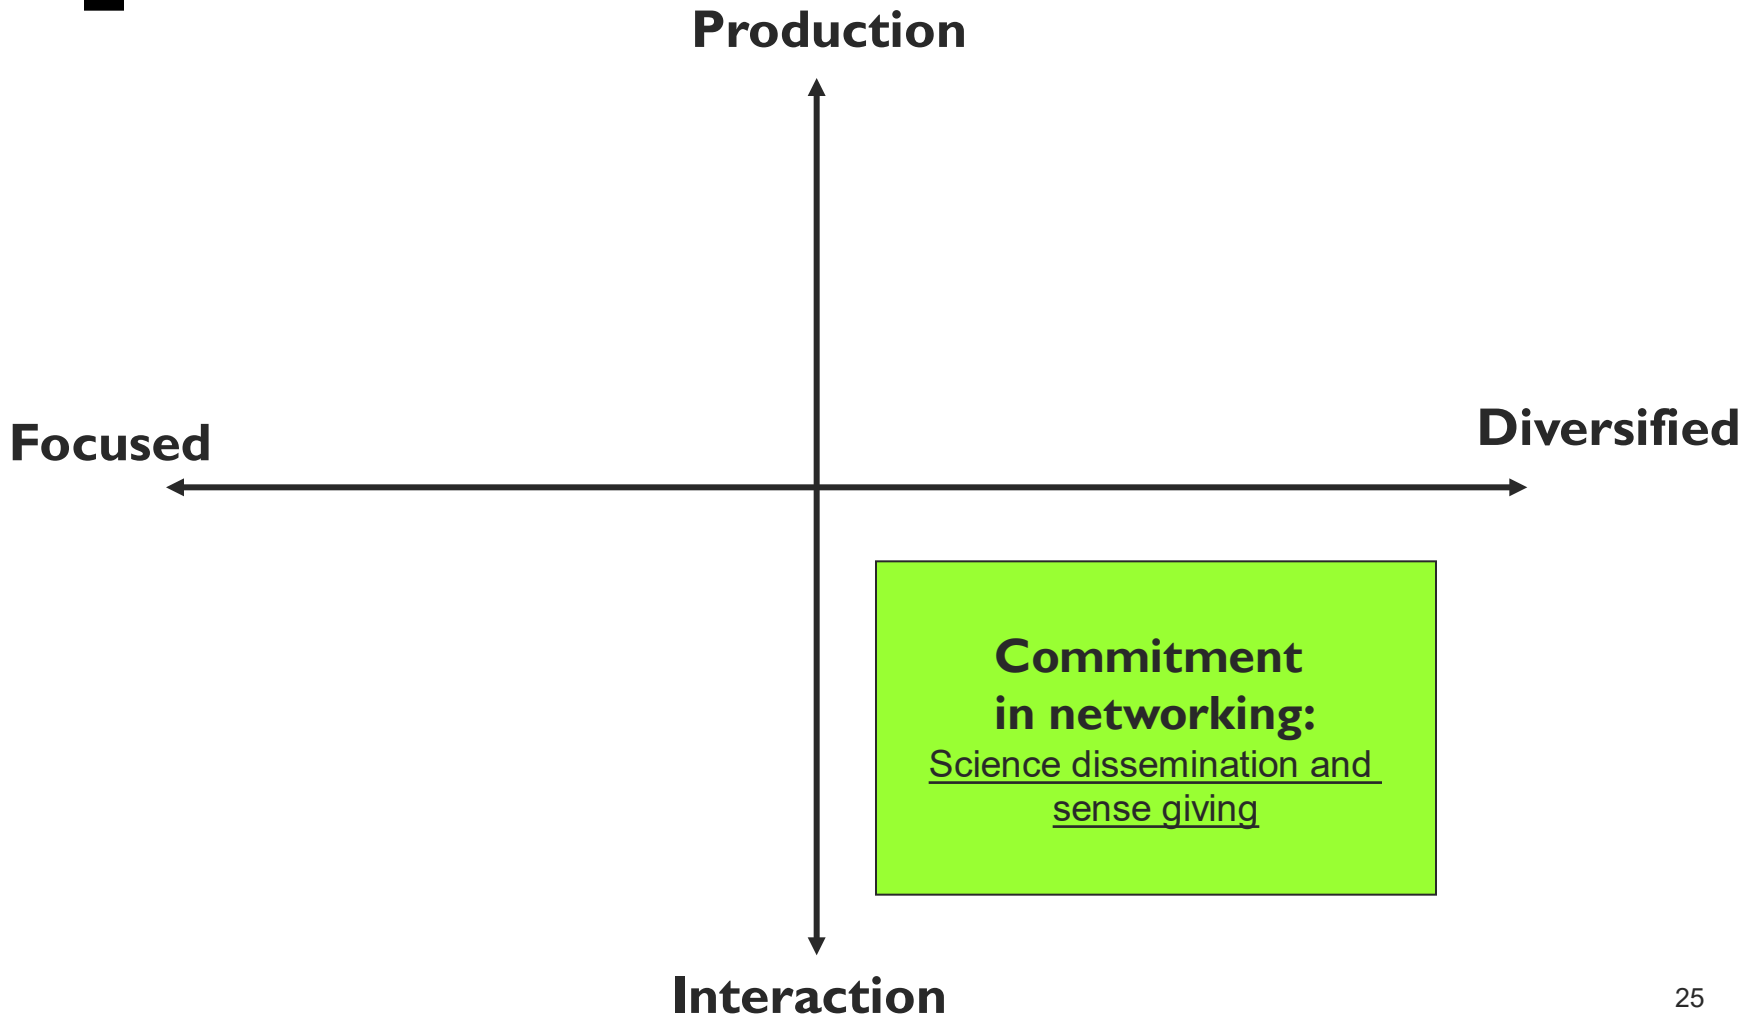 Production
Focused
Diversified
Commitment
in networking:
Science dissemination and
sense giving
Interaction
25